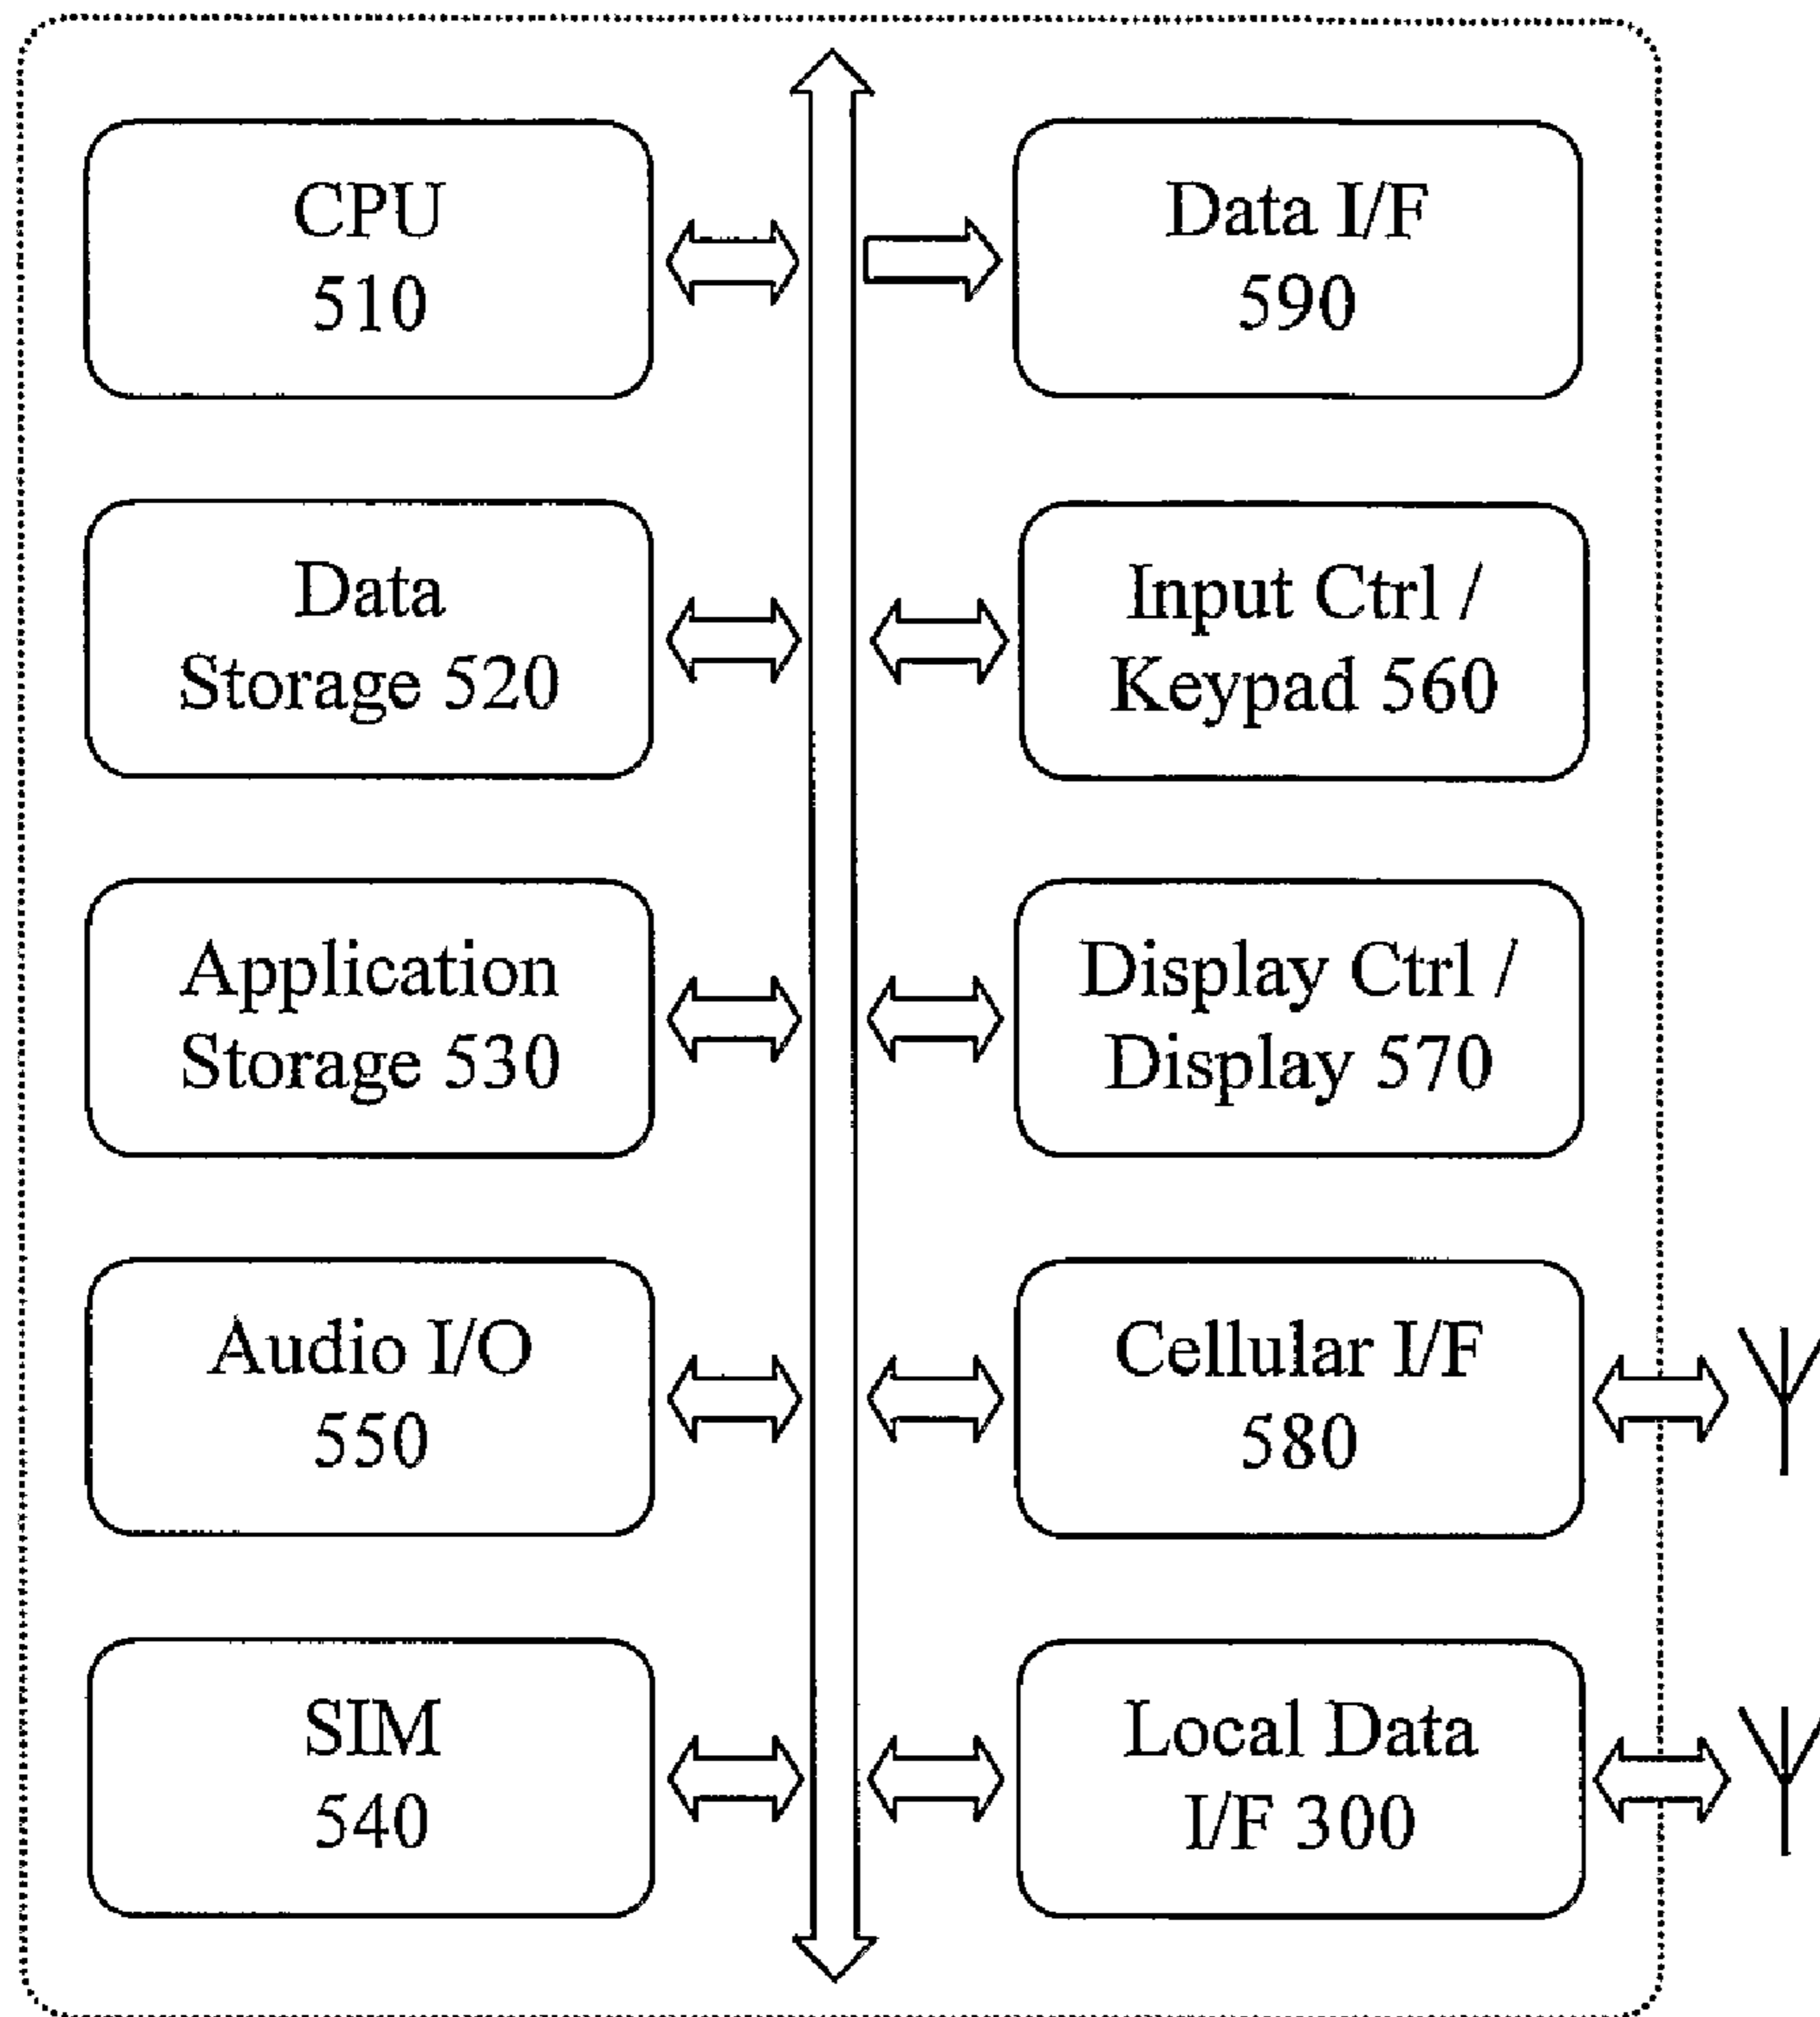 CPU
510
Data I/F
590
Data
Storage 520
Input Ctrl /
Keypad 560
Application
Storage 530
Display Ctrl /
Display 570
Audio I/O
550
Cellular I/F
580
SIM
540
Local Data
I/F 300